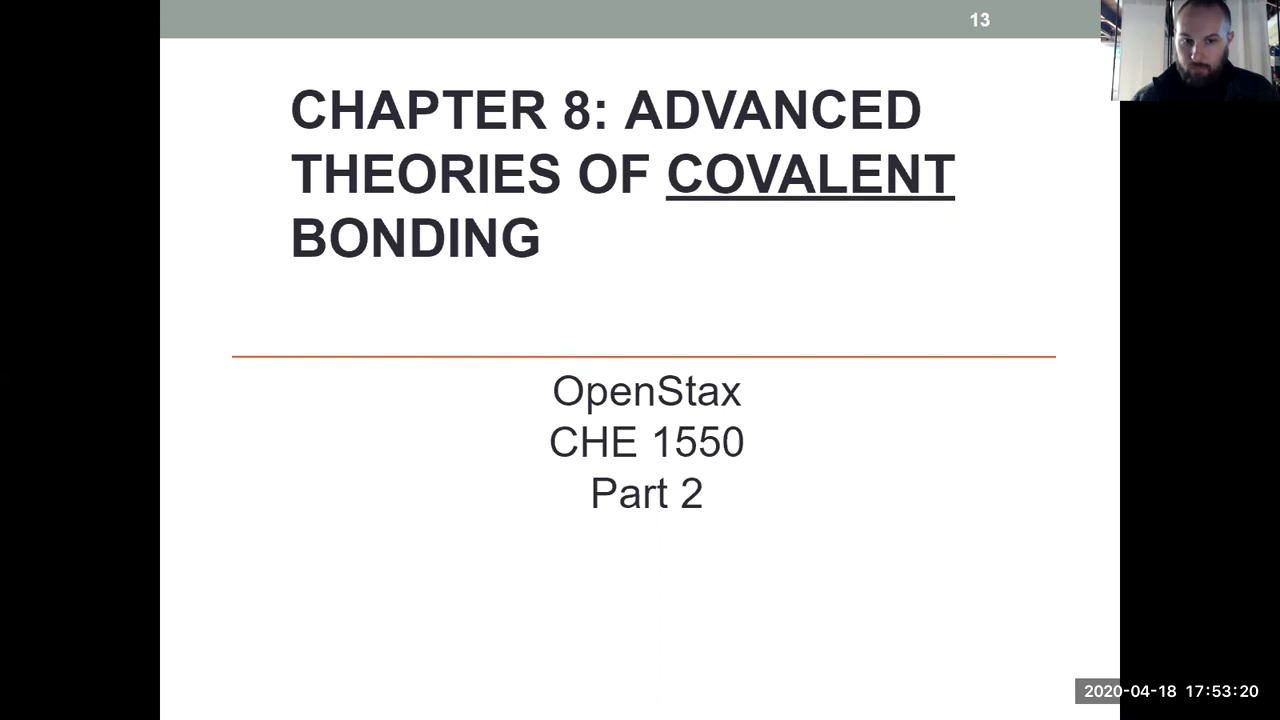 13
CHAPTER 8: ADVANCED
THEORIES OF COVALENT
BONDING
OpenStax
CHE 1550
Part 2
2020-04-18 17:53:20